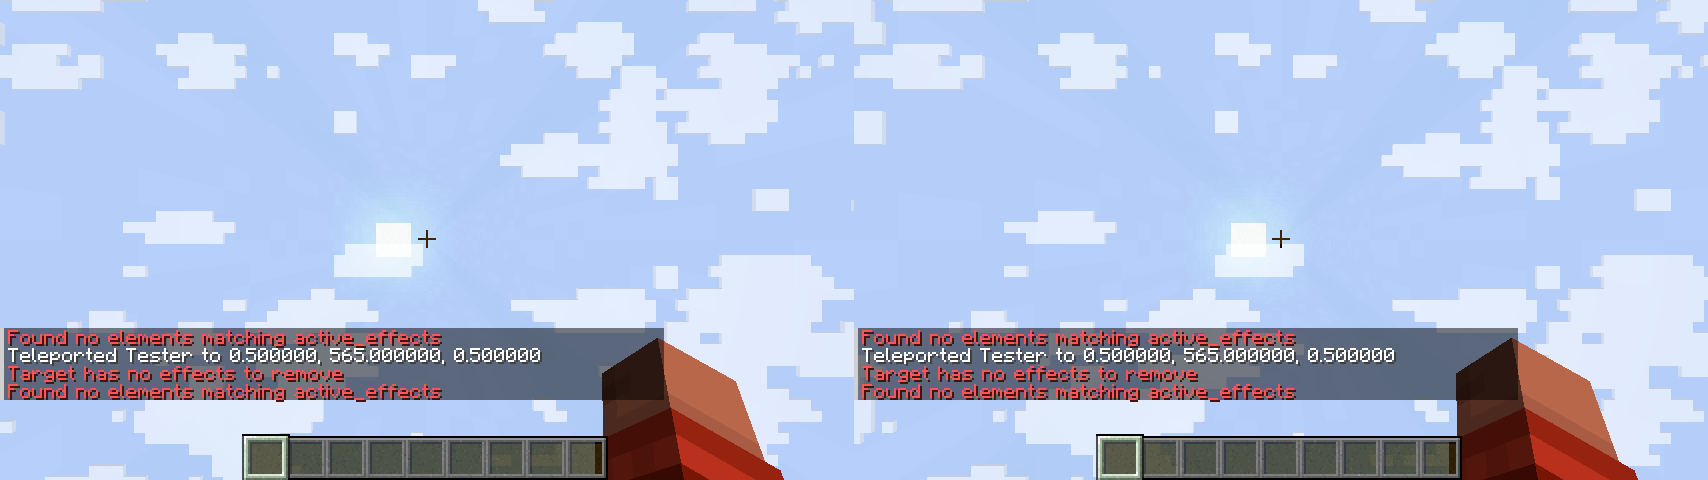 Found no elements matching active_effects
Teleported Tester to 0.500000, 565.000000, 0.500000
Target has no effects to remove
Found no elements matching active_effects
Found no elements matching active_effects
Teleported Tester to 0.500000, 565.000000, 0.500000
Target has no effects to remove
Found no elements matching active_effects